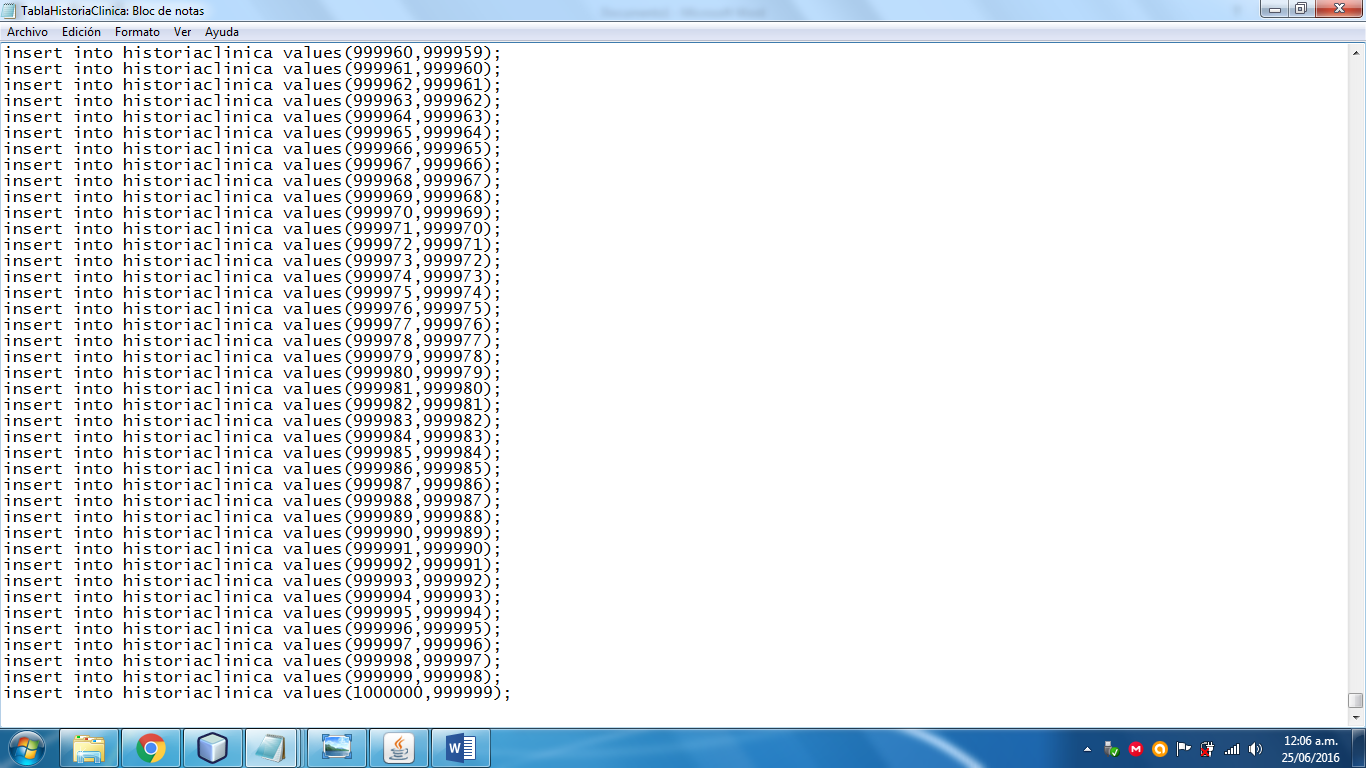 TablaHistoriaClinica: Bloc de notas
Archivo Edición Formato Ver Ayuda
insert into historiaclinica values(999960,999959);
insert into historiaclinica values(999961,999960);
insert into historiaclinica values(999962,999961);
insert into historiaclinica values(999963,999962);
insert into historiaclinica values(999964,999963);
insert into historiaclinica values(999965,999964);
insert into historiaclinica values(999966,999965);
insert into historiaclinica values(999967,999966);
insert into historiaclinica values(999968,999967);
insert into historiaclinica values(999969,999968);
insert into historiaclinica values(999970,999969);
insert into historiaclinica values(999971,999970);
insert into historiaclinica values(999972,999971);
insert into historiaclinica values(999973,999972);
insert into historiaclinica values(999974,999973);
insert into historiaclinica values(999975,999974);
insert into historiaclinica values(999976,999975);
insert into historiaclinica values(999977,999976);
insert into historiaclinica values(999978,999977);
insert into historiaclinica values(999979,999978);
insert into historiaclinica values(999980,999979);
insert into historiaclinica values(999981,999980);
insert into historiaclinica values(999982,999981);
insert into historiaclinica values(999983,999982);
insert into historiaclinica values(999984,999983);
insert into historiaclinica values(999985,999984);
insert into historiaclinica values(999986,999985);
insert into historiaclinica values(999987,999986);
insert into historiaclinica values(999988,999987);
insert into historiaclinica values(999989,999988);
insert into historiaclinica values(999990,999989);
insert into historiaclinica values(999991,999990);
insert into historiaclinica values(999992,999991);
insert into historiaclinica values(999993,999992);
insert into historiaclinica values(999994,999993);
insert into historiaclinica values(999995,999994);
insert into historiaclinica values(999996,999995);
insert into historiaclinica values(999997,999996);
insert into historiaclinica values(999998,999997);
insert into historiaclinica values(999999,999998);
insert into historiaclinica values(1000000,999999);
12:06 a.m.
25/06/2016